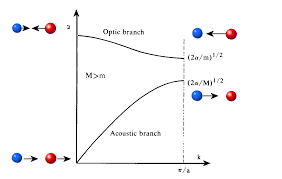 Optic branch
(2α/m)^1/2
M>m
(2α/M)^1/2
Acoustic branch
k
π/a